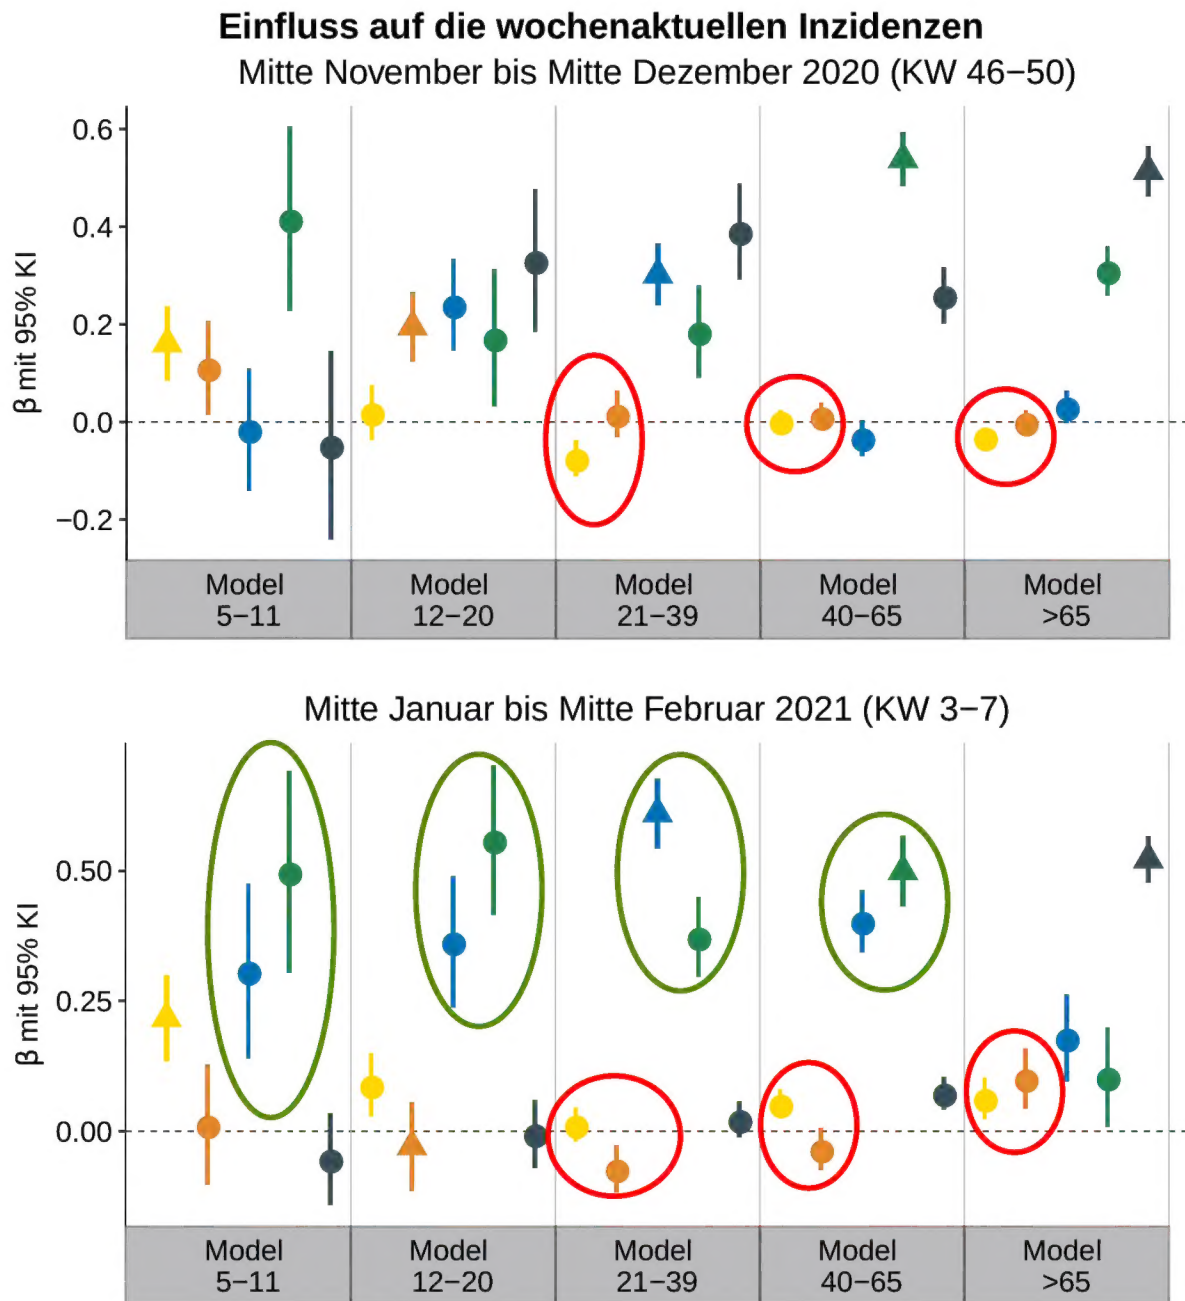 Einfluss auf die wochenaktuellen Inzidenzen
Mitte November bis Mitte Dezember 2020 (KW 46−50)
β mit 95% KI
0.6
0.4
0.2
0.0
−0.2
Model
5−11
Model
12−20
Model
21−39
Model
40−65
Model
>65
Mitte Januar bis Mitte Februar 2021 (KW 3−7)
β mit 95% KI
0.50
0.25
0.00
Model
5−11
Model
12−20
Model
21−39
Model
40−65
Model
>65